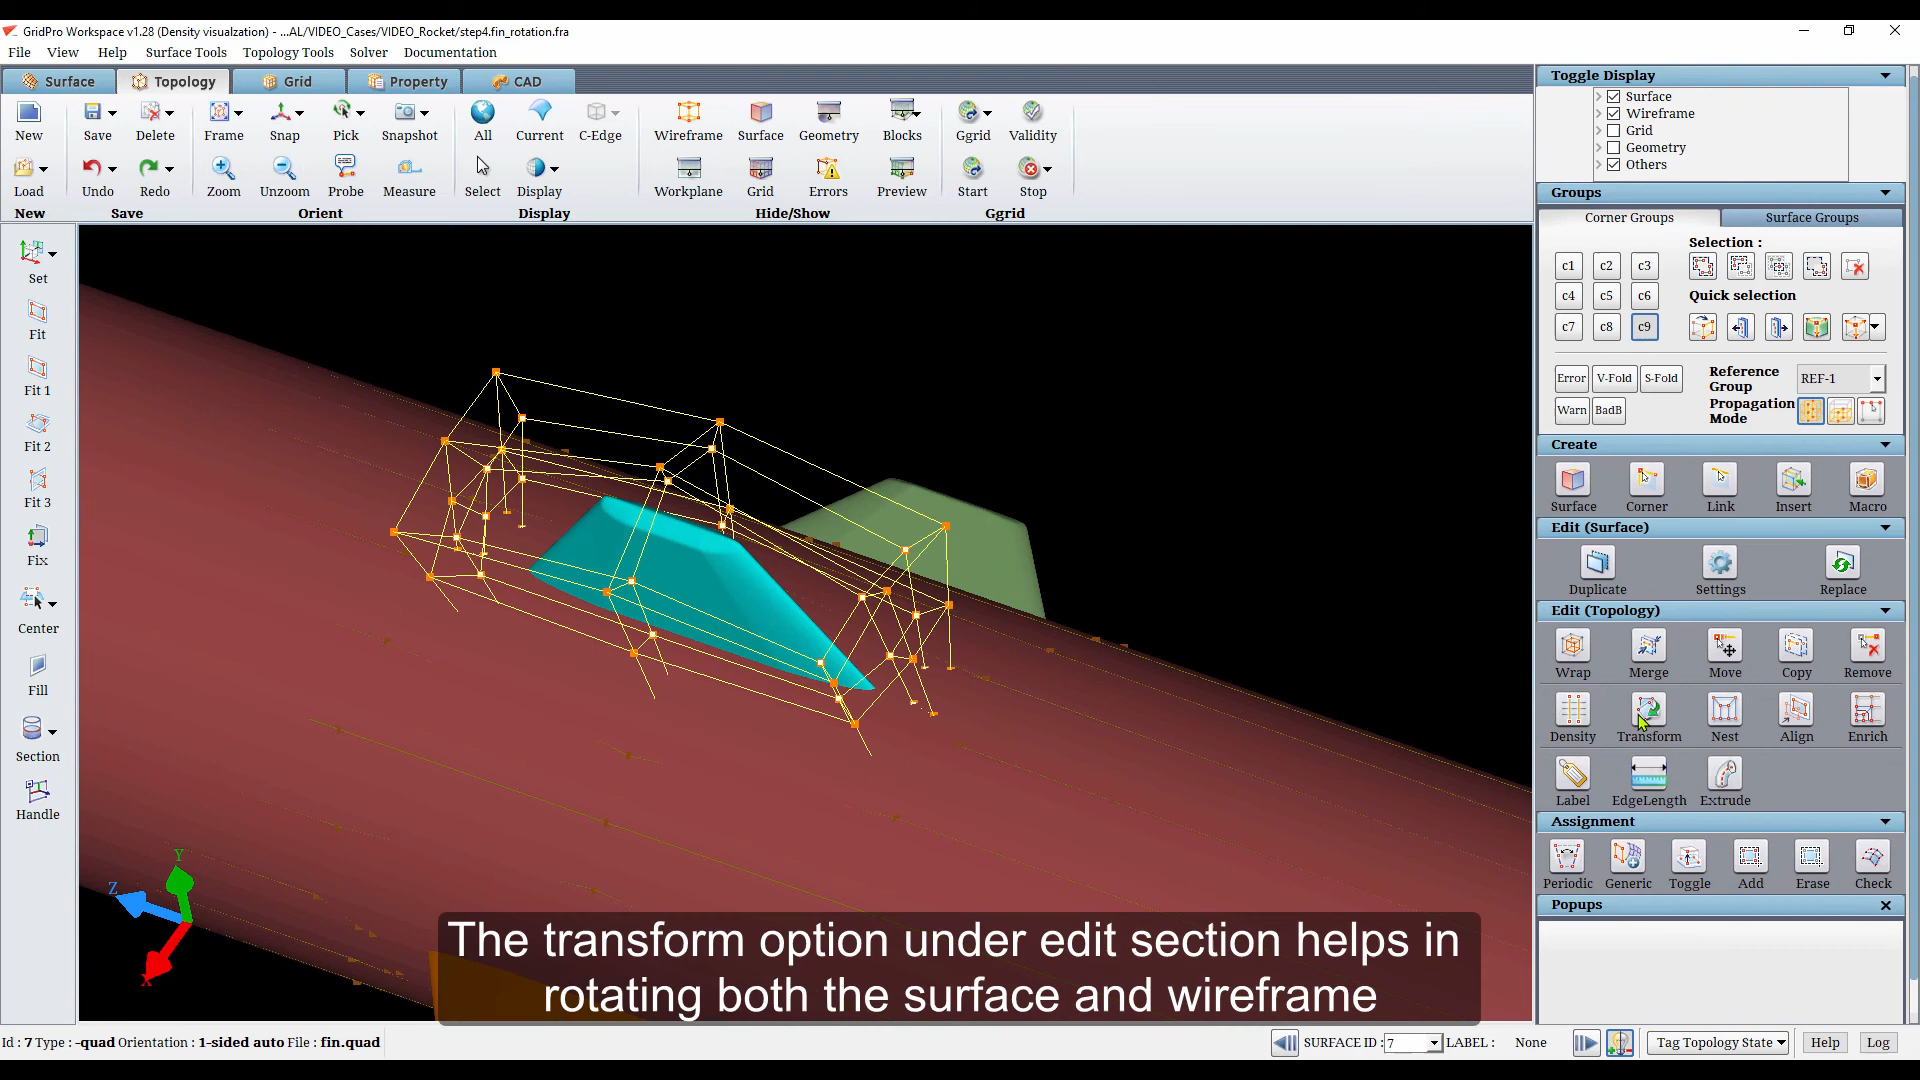 GridPro Workspace v1.28 (Density visualzation) - ...AL/VIDEO_Cases/VIDEO_Rocket/step4.fin_rotation.fra
File View Help Surface Tools Topology Tools Solver Documentation
Surface Topology Grid Property CAD
New Save Delete Frame Snap Pick Snapshot All Current C-Edge Wireframe Surface Geometry Blocks Ggrid Validity
Load Undo Redo Zoom Unzoom Probe Measure Select Display Workplane Grid Errors Preview Start Stop
New Save Orient Display Hide/Show Ggrid
Set
Fit
Fit 1
Fit 2
Fit 3
Fix
Center
Fill
Section
Handle
Y
Z
X
Toggle Display
Surface
Wireframe
Grid
Geometry
Others
Groups
Corner Groups Surface Groups
Selection :
c1 c2 c3
c4 c5 c6 Quick selection
c7 c8 c9
Error V-Fold S-Fold Reference Group REF-1
Warn BadB Propagation Mode
Create
Surface Corner Link Insert Macro
Edit (Surface)
Duplicate Settings Replace
Edit (Topology)
Wrap Merge Move Copy Remove
Density Transform Nest Align Enrich
Label EdgeLength Extrude
Assignment
Periodic Generic Toggle Add Erase Check
Popups
The transform option under edit section helps in
rotating both the surface and wireframe
Id : 7 Type : -quad Orientation : 1-sided auto File : fin.quad SURFACE ID : 7 LABEL : None Tag Topology State Help Log